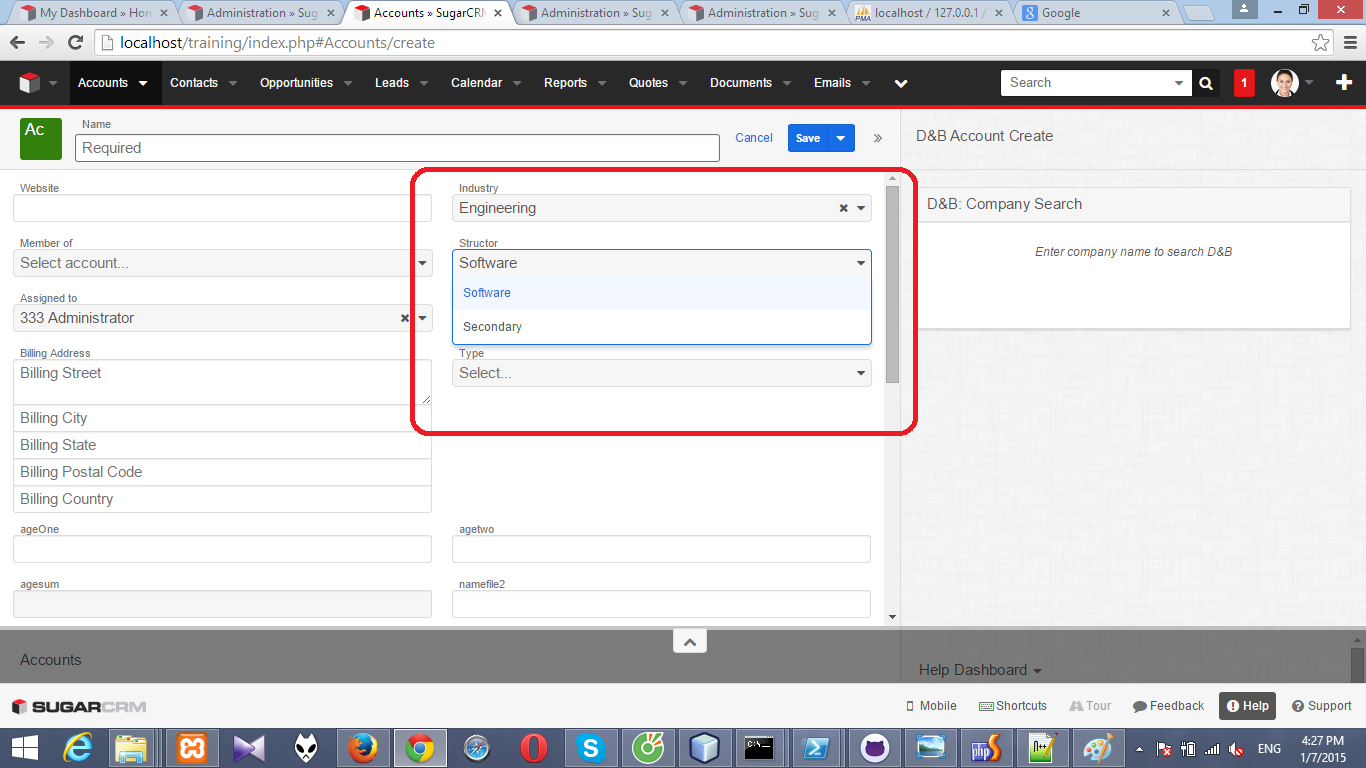 My Dashboard » Hom
Administration » Sug
Accounts » SugarCRM
Administration » Sug
Administration » Sug
localhost / 127.0.0.1 /
Google
localhost/training/index.php#Accounts/create
Accounts
Contacts
Opportunities
Leads
Calendar
Reports
Quotes
Documents
Emails
Search
1
Ac
Name
Required
Cancel
Save
»
D&B Account Create
Website
Industry
Engineering
D&B: Company Search
Member of
Select account...
Structor
Software
Enter company name to search D&B
Software
Secondary
Assigned to
333 Administrator
Billing Address
Billing Street
Type
Select...
Billing City
Billing State
Billing Postal Code
Billing Country
ageOne
agetwo
agesum
namefile2
Accounts
Help Dashboard
SUGARCRM
Mobile
Shortcuts
Tour
Feedback
Help
Support
ENG
4:27 PM
1/7/2015